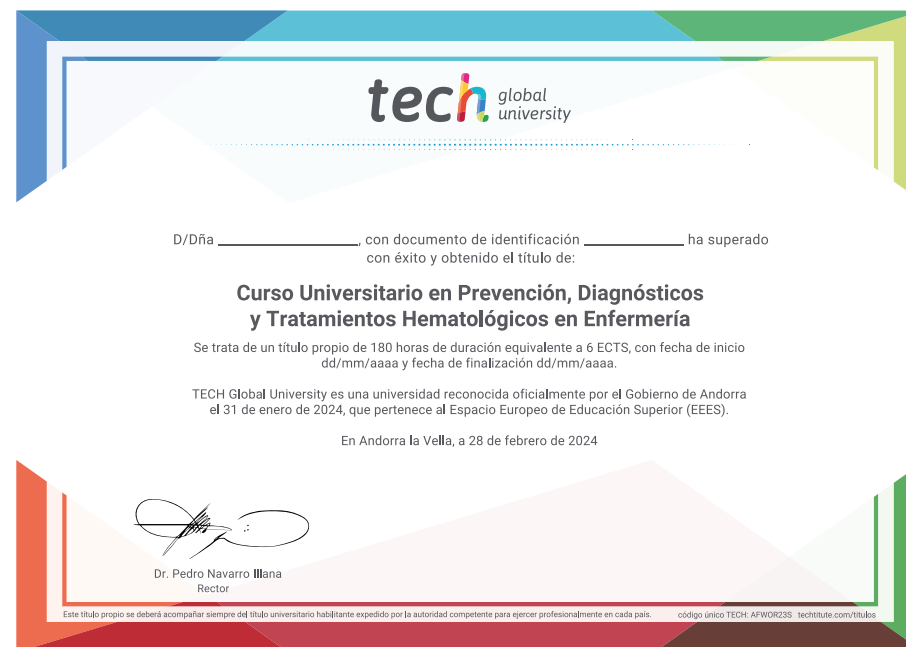 tech global
university
D/Dña ____________________, con documento de identificación ______________ ha superado
con éxito y obtenido el título de:
Curso Universitario en Prevención, Diagnósticos
y Tratamientos Hematológicos en Enfermería
Se trata de un título propio de 180 horas de duración equivalente a 6 ECTS, con fecha de inicio
dd/mm/aaaa y fecha de finalización dd/mm/aaaa.
TECH Global University es una universidad reconocida oficialmente por el Gobierno de Andorra
el 31 de enero de 2024, que pertenece al Espacio Europeo de Educación Superior (EEES).
En Andorra la Vella, a 28 de febrero de 2024
Dr. Pedro Navarro Illana
Rector
Este título propio se deberá acompañar siempre del título universitario habilitante expedido por la autoridad competente para ejercer profesionalmente en cada país. código único TECH: AFWOR23S techtitute.com/titulos